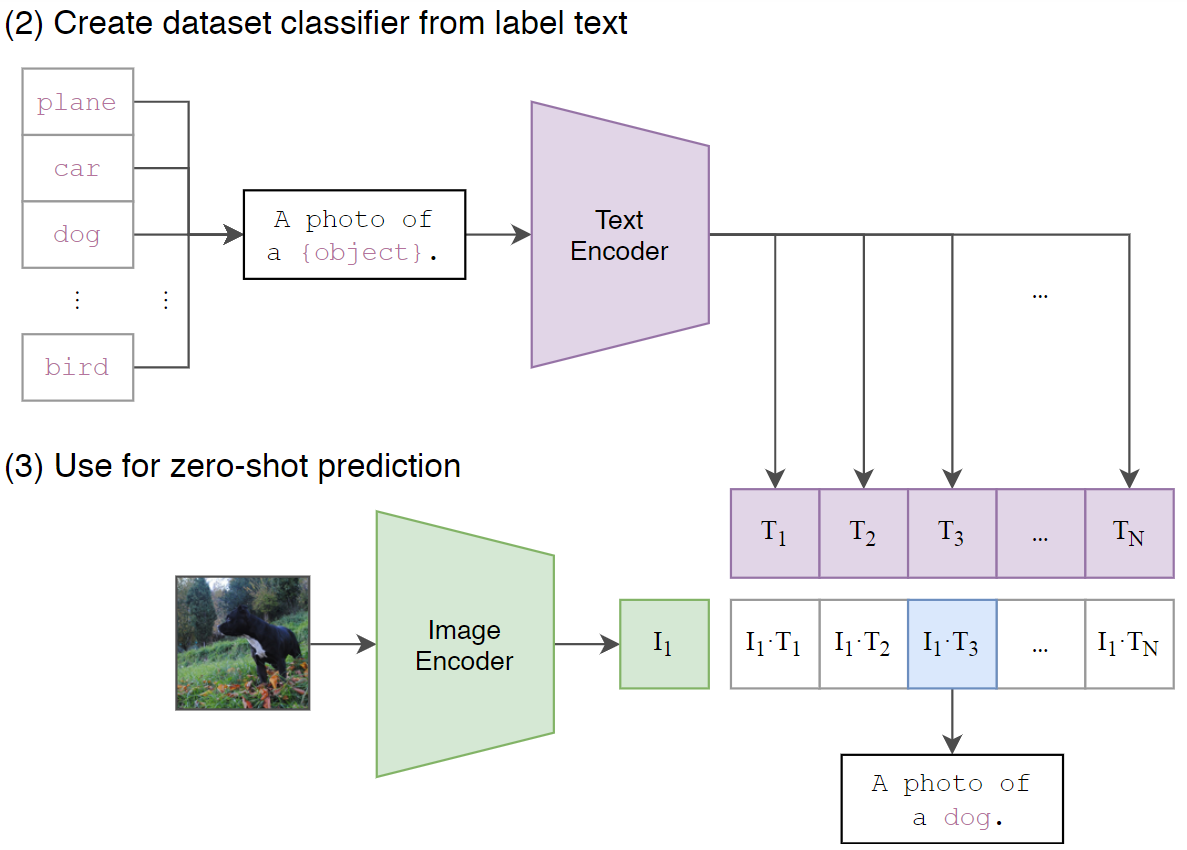 (2) Create dataset classifier from label text
plane
car
dog
⋮ ⋮
bird
A photo of
a {object}.
Text
Encoder
...
(3) Use for zero-shot prediction
T₁ T₂ T₃ ... T_N
Image
Encoder
I₁
I₁·T₁ I₁·T₂ I₁·T₃ ... I₁·T_N
A photo of
a dog.